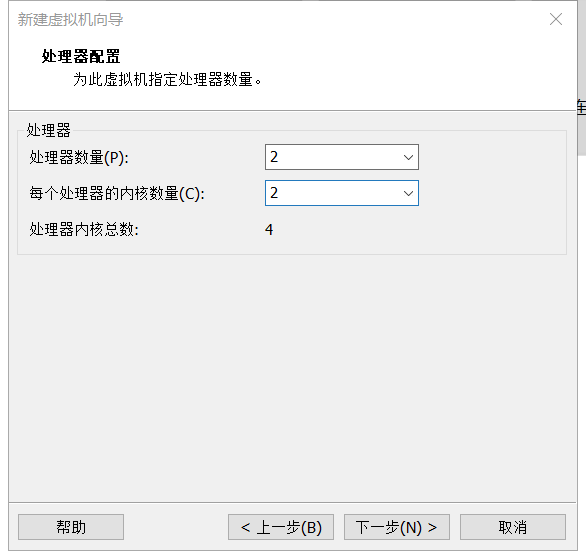 新建虚拟机向导
处理器配置
为此虚拟机指定处理器数量。
连
处理器
处理器数量(P): 2
每个处理器的内核数量(C): 2
处理器内核总数: 4
帮助 < 上一步(B) 下一步(N) > 取消